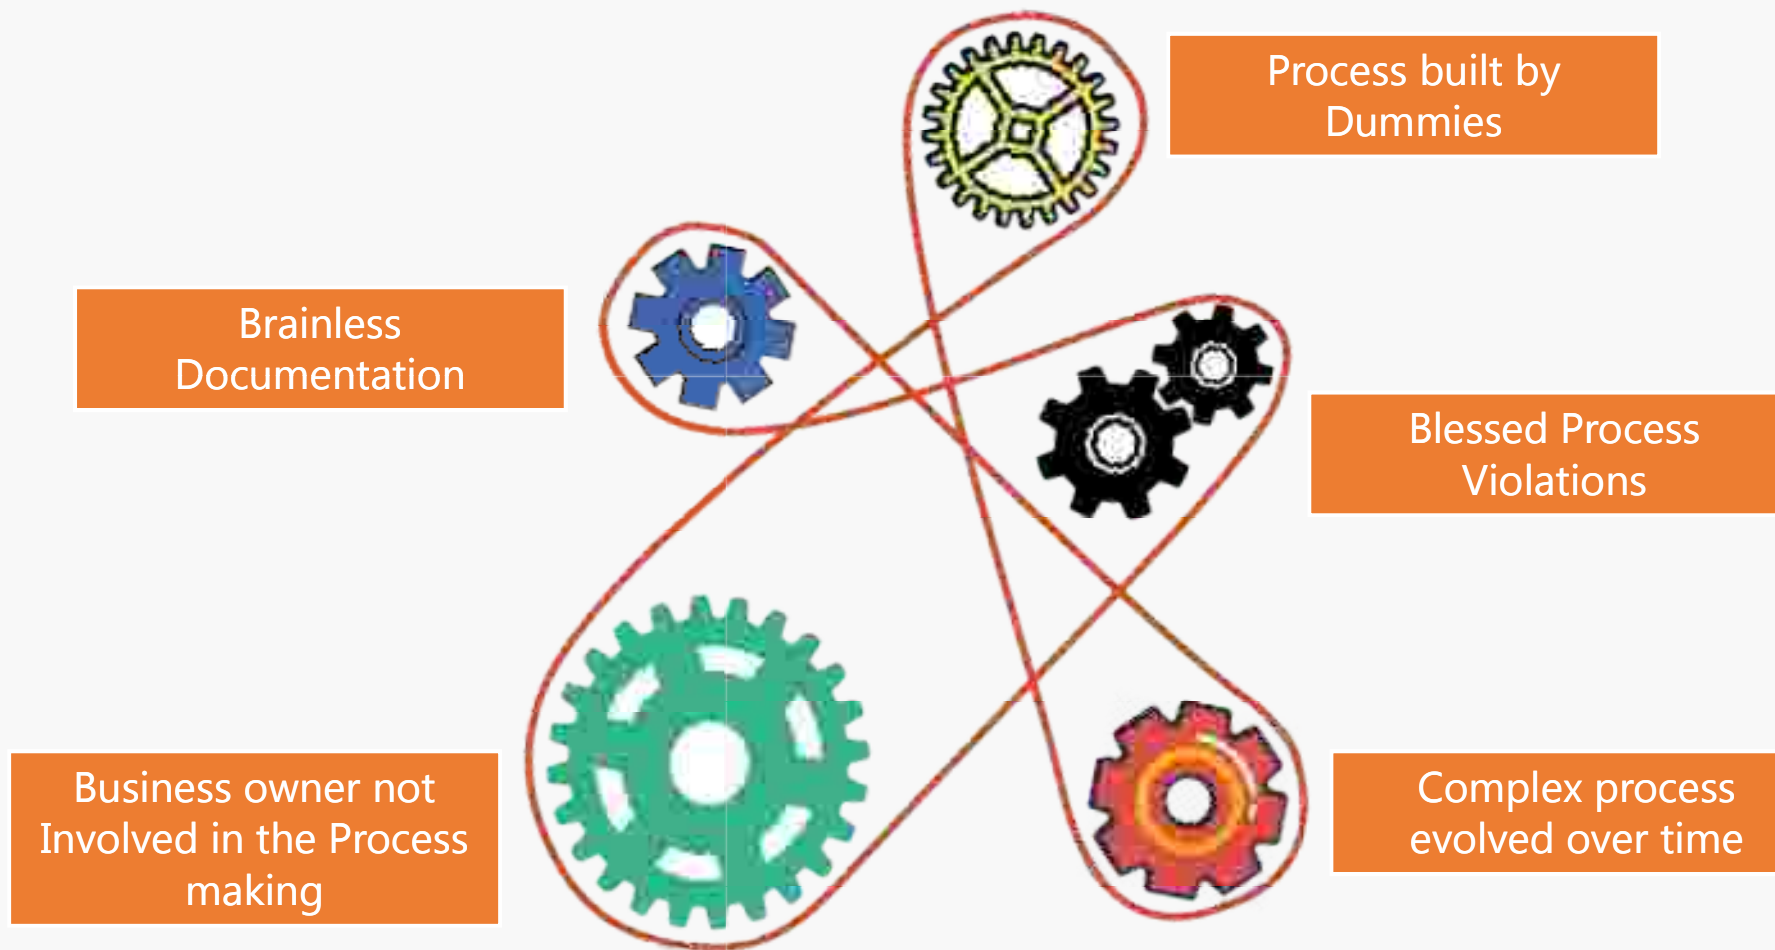 Process built by
Dummies
Brainless
Documentation
Blessed Process
Violations
Business owner not
Involved in the Process
making
Complex process
evolved over time